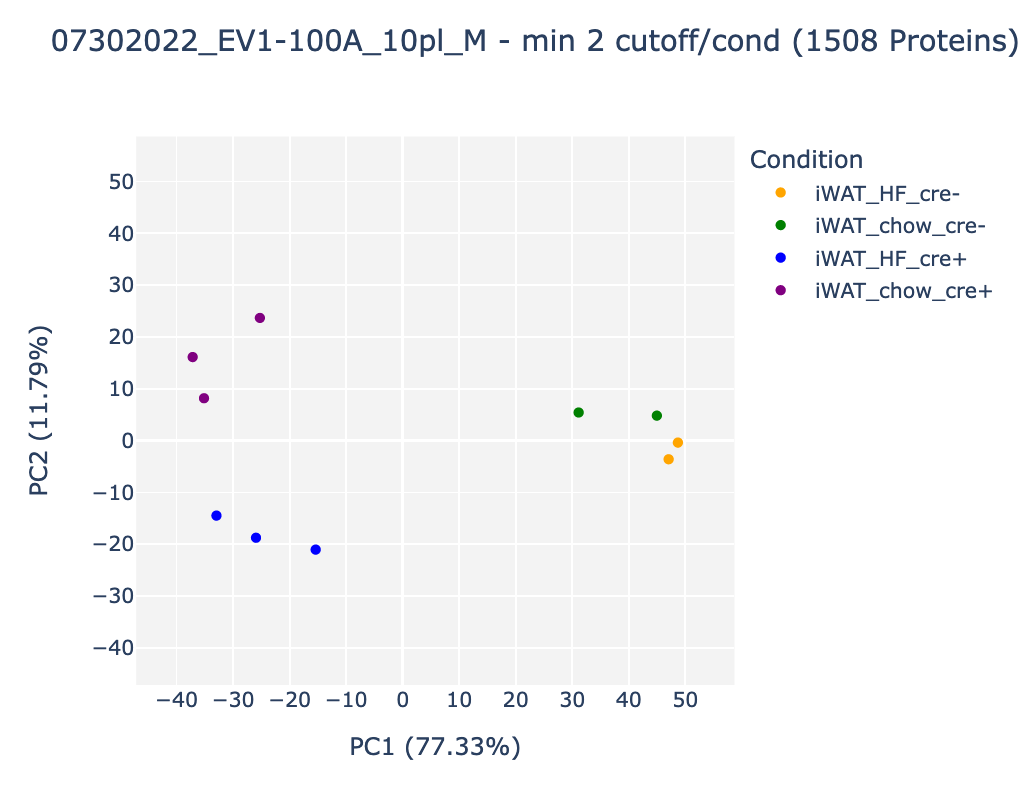 07302022_EV1-100A_10pl_M - min 2 cutoff/cond (1508 Proteins)
Condition
iWAT_HF_cre-
iWAT_chow_cre-
iWAT_HF_cre+
iWAT_chow_cre+
PC2 (11.79%)
50
40
30
20
10
0
−10
−20
−30
−40
−40 −30 −20 −10 0 10 20 30 40 50
PC1 (77.33%)